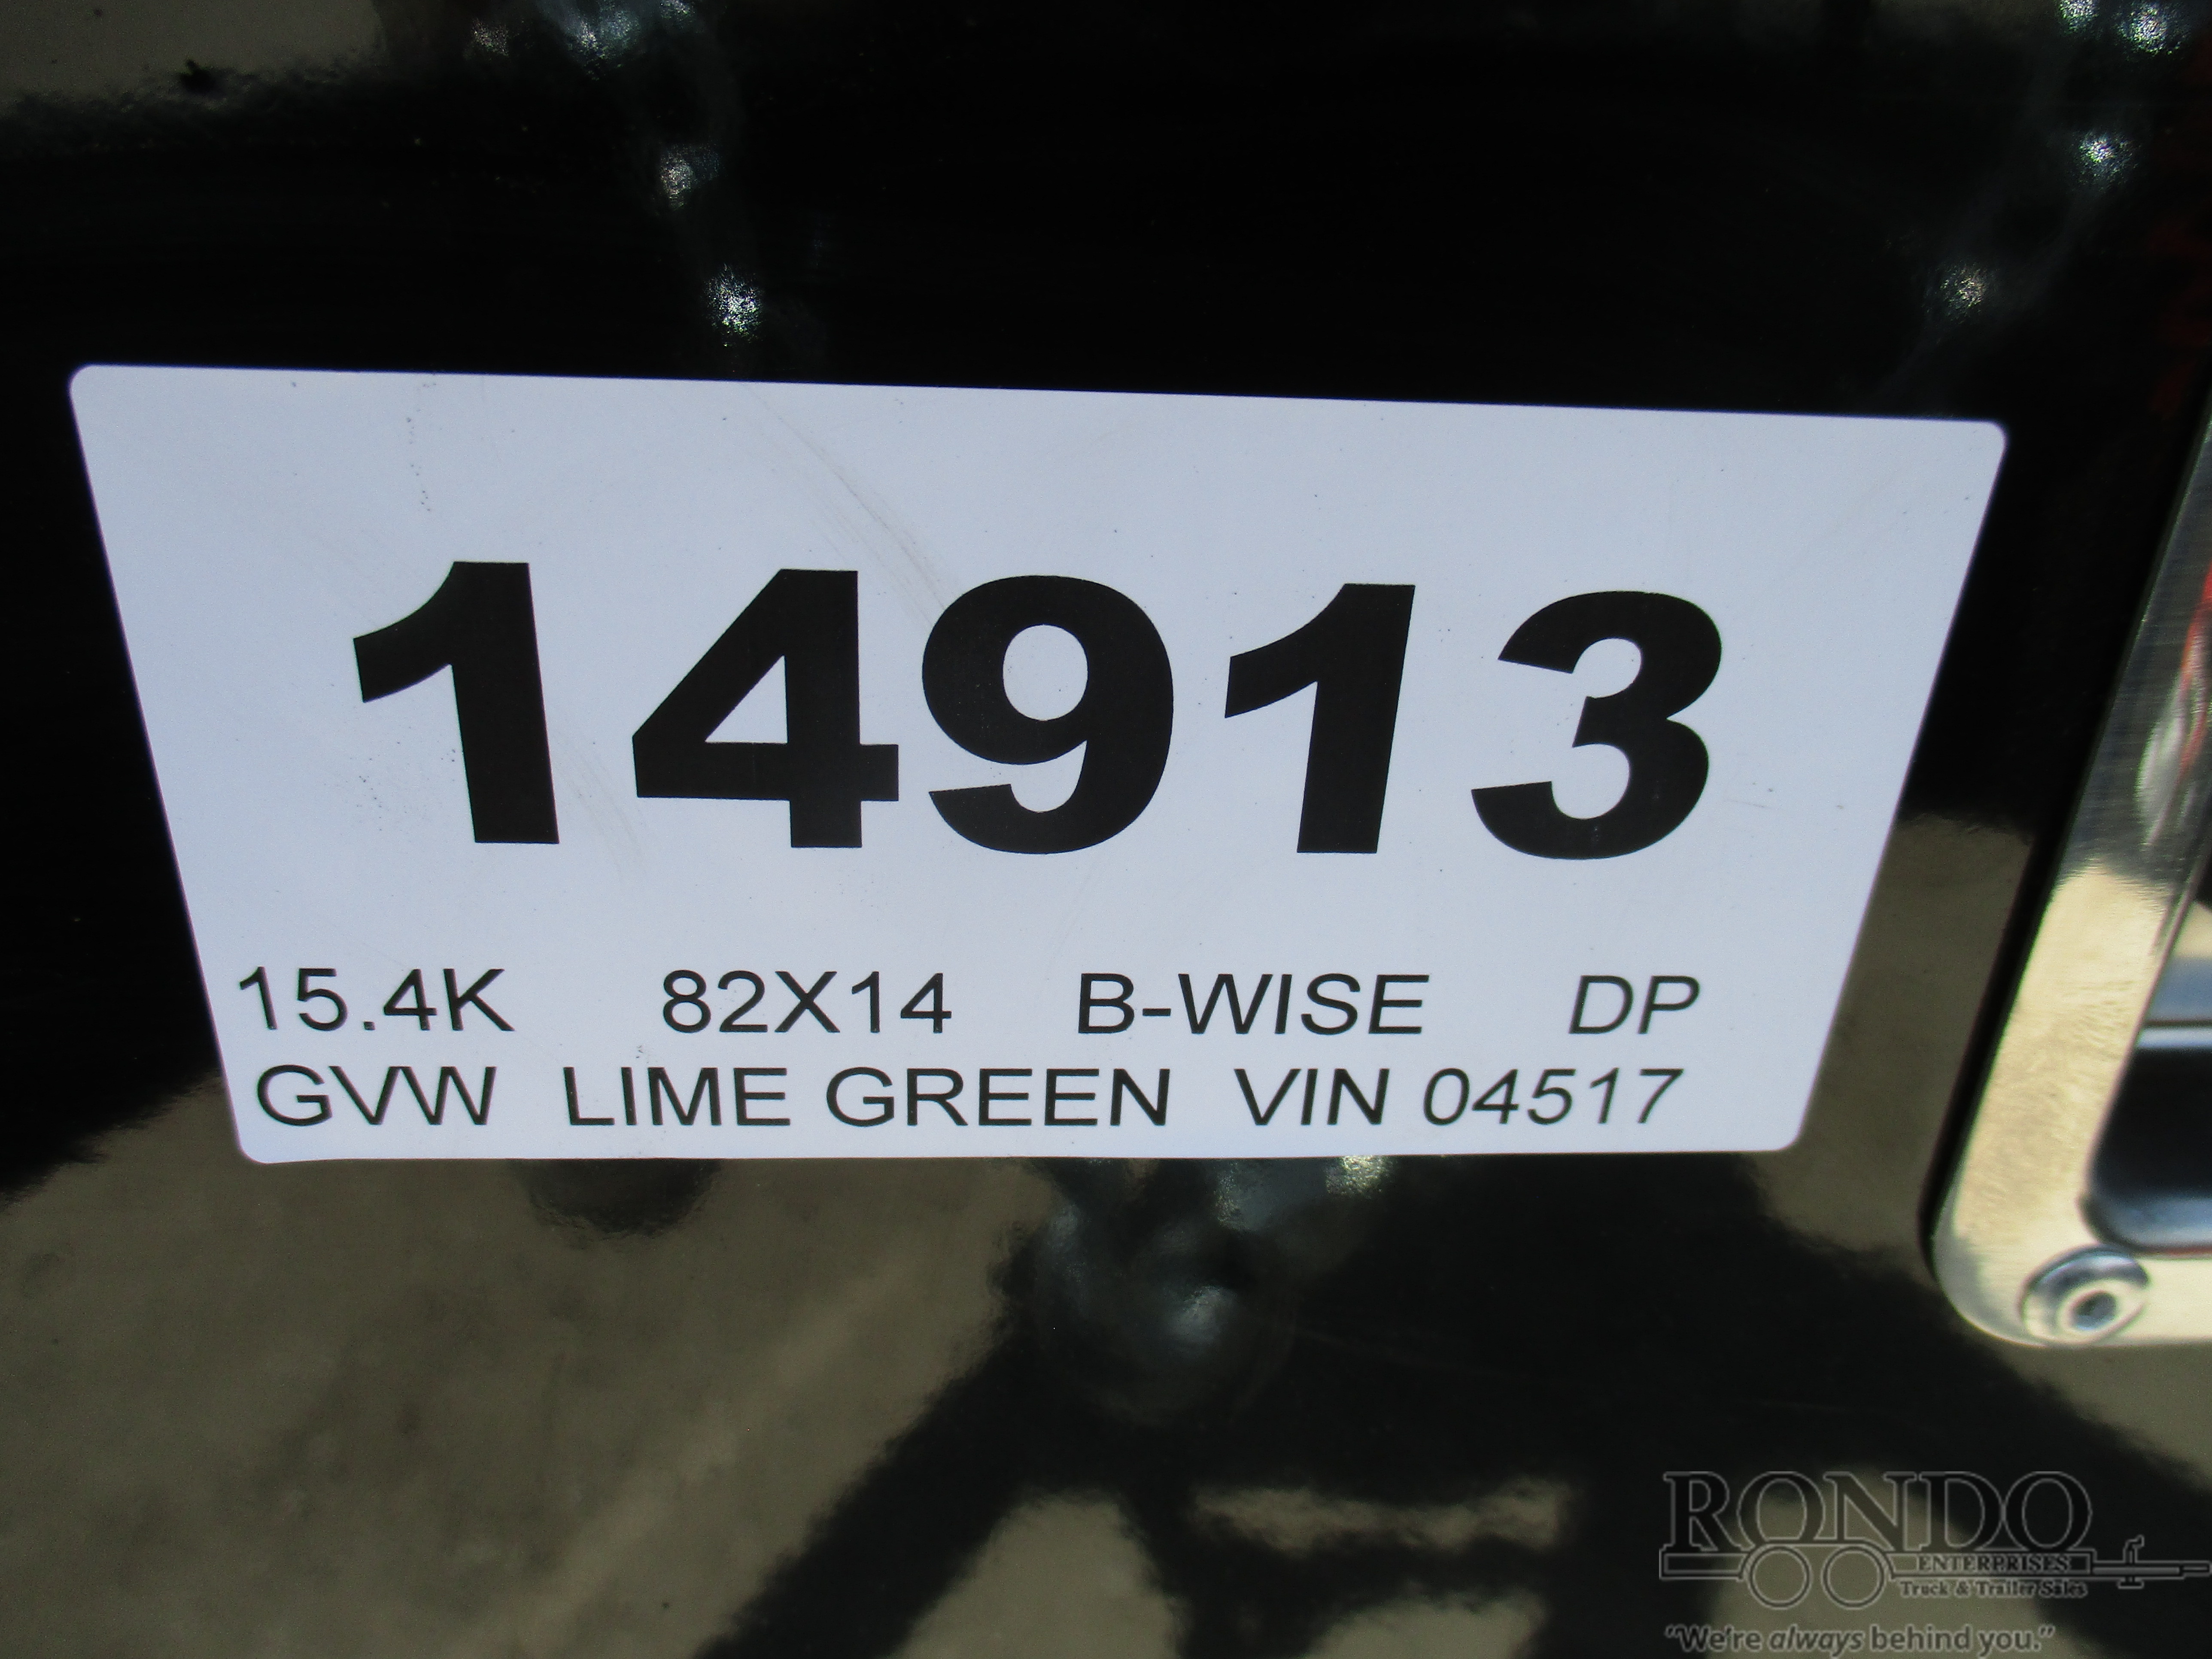 14913
15.4K 82X14 B-WISE DP
GVW LIME GREEN VIN 04517
RONDO
ENTERPRISES
Truck & Trailer Sales
"We're always behind you."